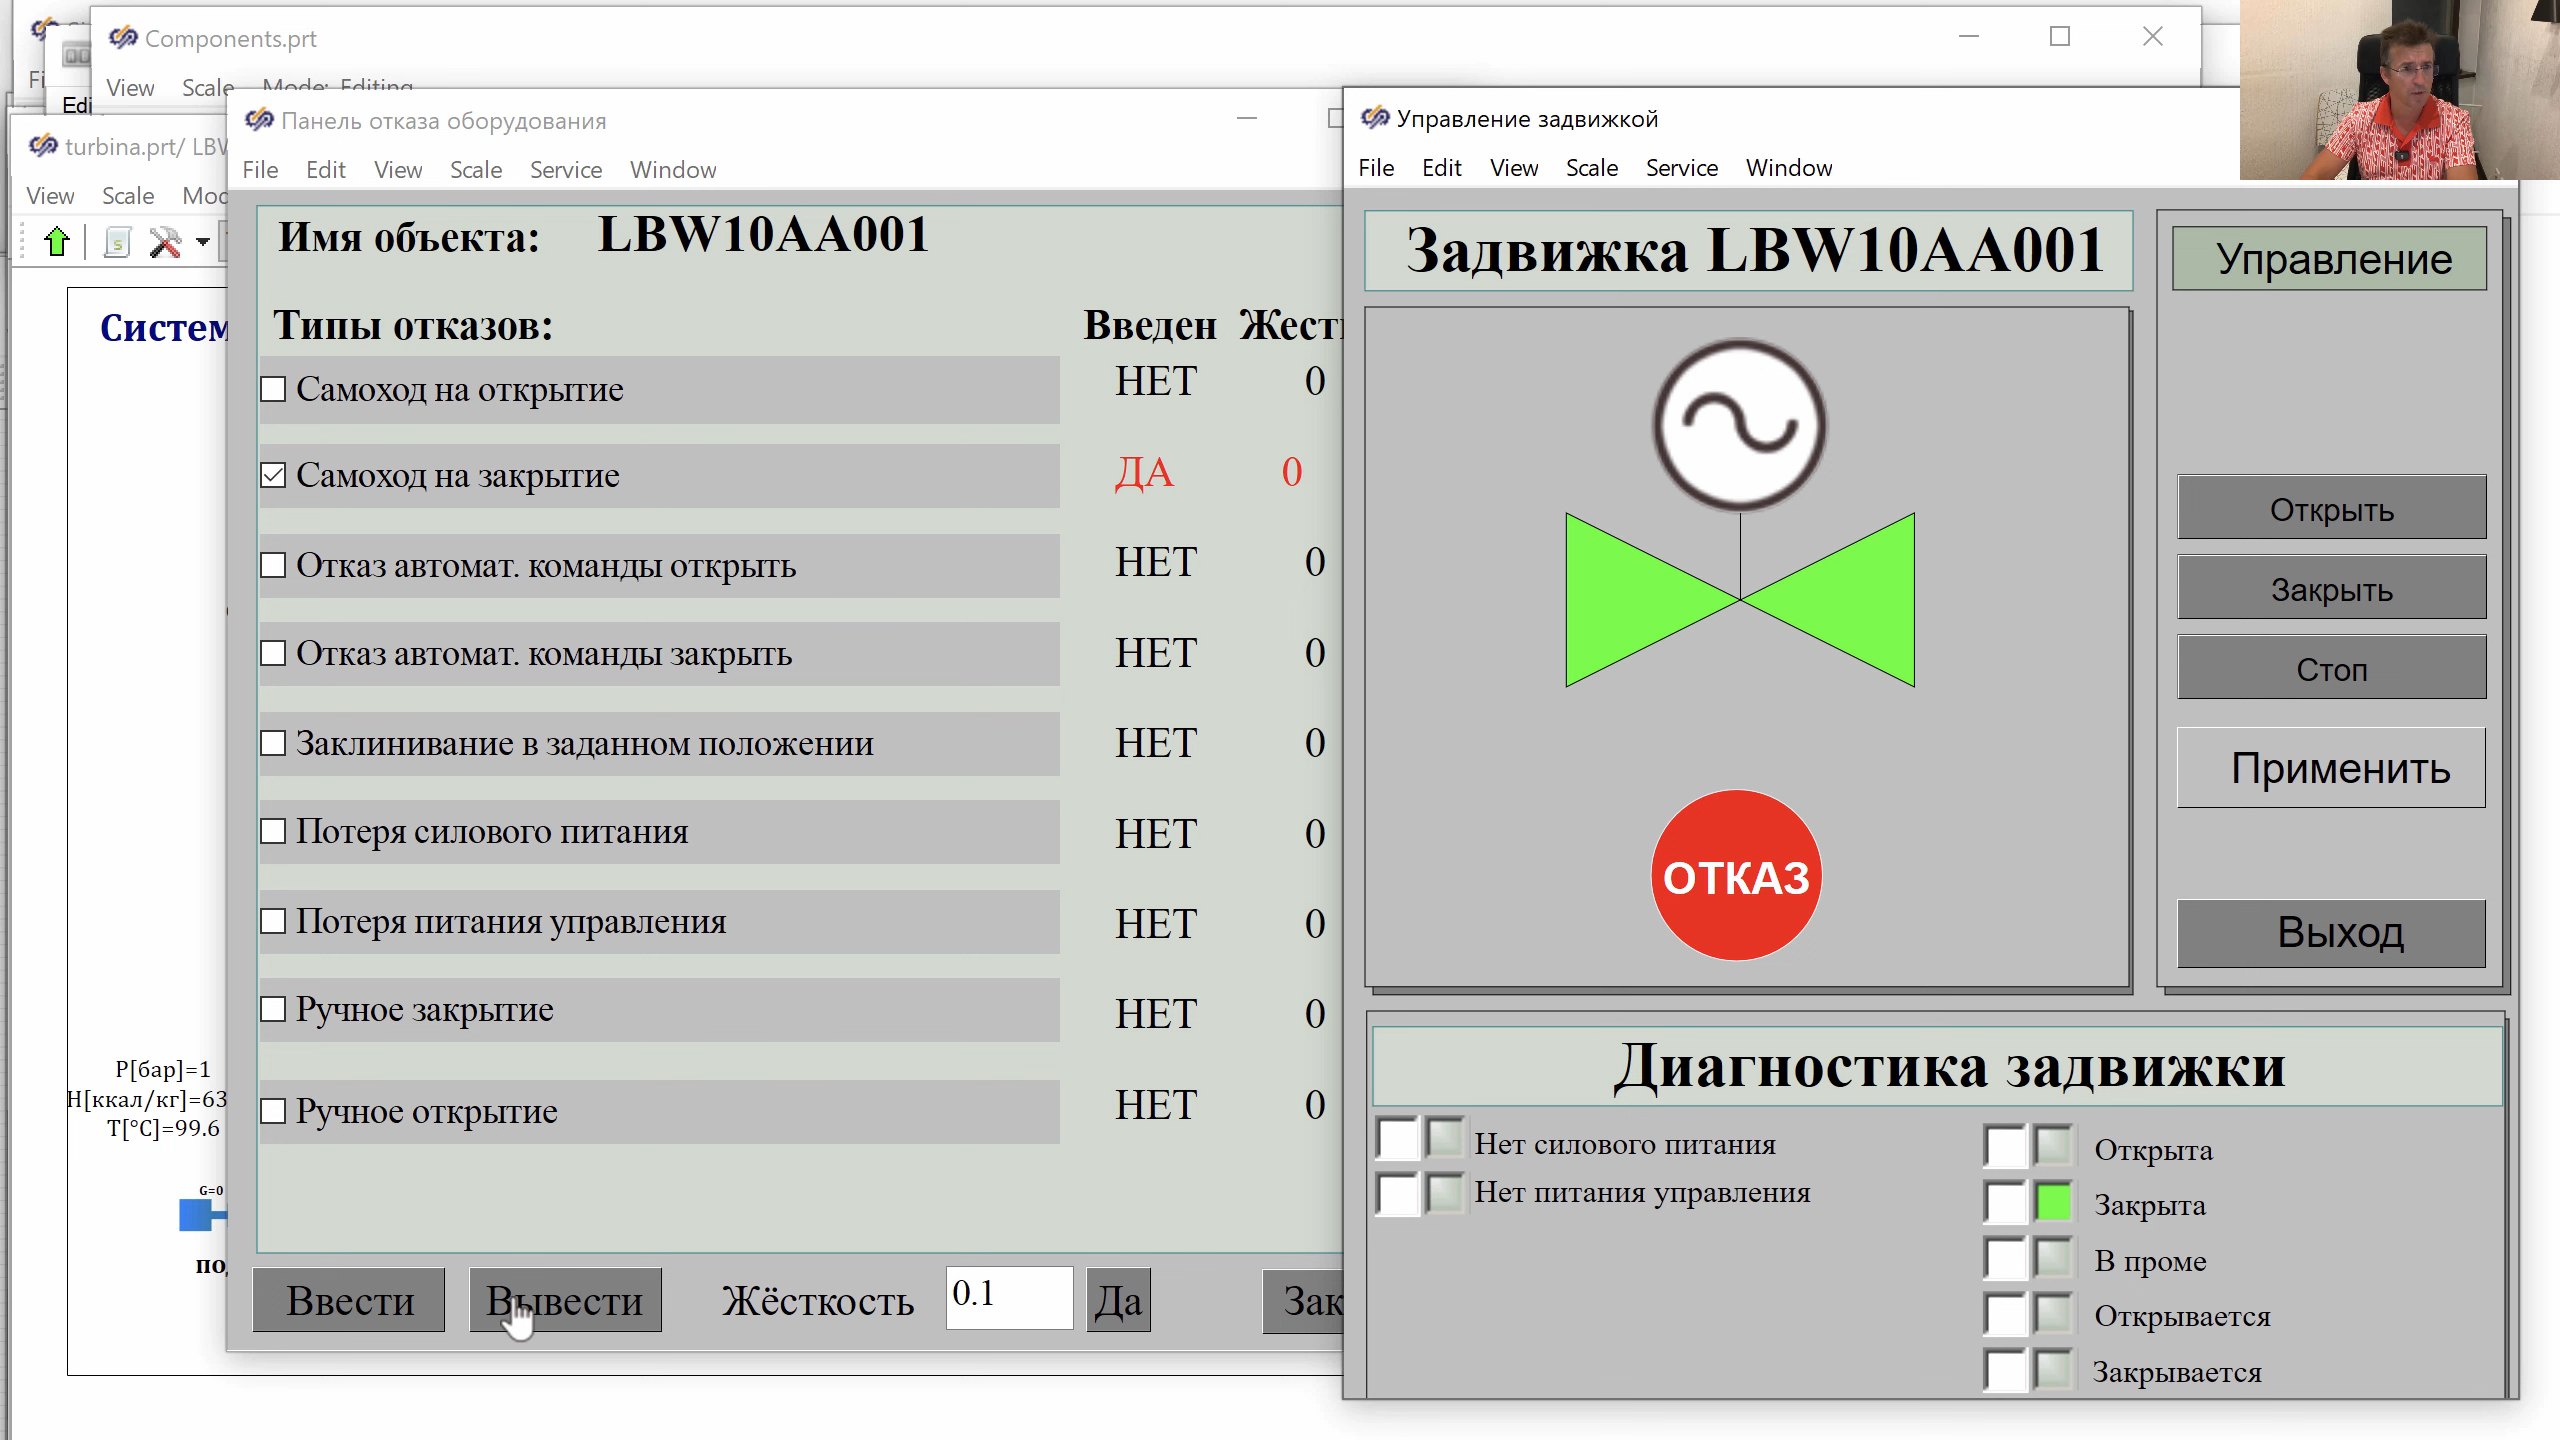 Components.prt
View Scale Mode: Editing
Fi
Edi
turbina.prt/ LBW
View Scale Mod
Систем
P[бар]=1
H[ккал/кг]=63
T[°C]=99.6
G=0
по
Панель отказа оборудования
File Edit View Scale Service Window
Имя объекта: LBW10AA001
Типы отказов: Введен Жест
Самоход на открытие НЕТ 0
Самоход на закрытие ДА 0
Отказ автомат. команды открыть НЕТ 0
Отказ автомат. команды закрыть НЕТ 0
Заклинивание в заданном положении НЕТ 0
Потеря силового питания НЕТ 0
Потеря питания управления НЕТ 0
Ручное закрытие НЕТ 0
Ручное открытие НЕТ 0
Ввести Вывести Жёсткость 0.1 Да Зак
Управление задвижкой
File Edit View Scale Service Window
Задвижка LBW10AA001
ОТКАЗ
Управление
Открыть
Закрыть
Стоп
Применить
Выход
Диагностика задвижки
Нет силового питания
Нет питания управления
Открыта
Закрыта
В проме
Открывается
Закрывается